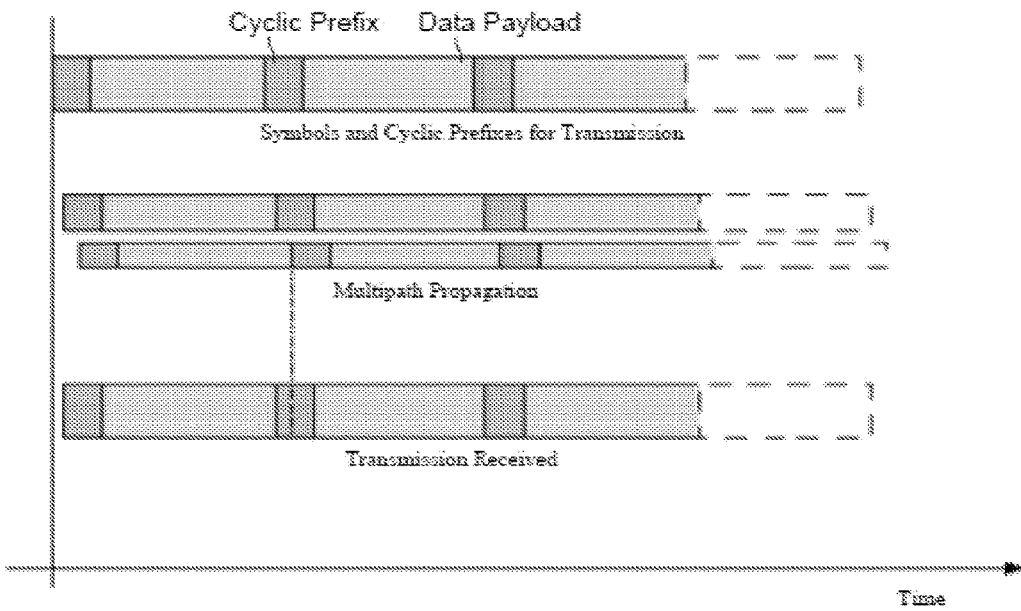 Cyclic Prefix
Data Payload
Symbols and Cyclic Prefixes for Transmission
Multipath Propagation
Transmission Received
Time